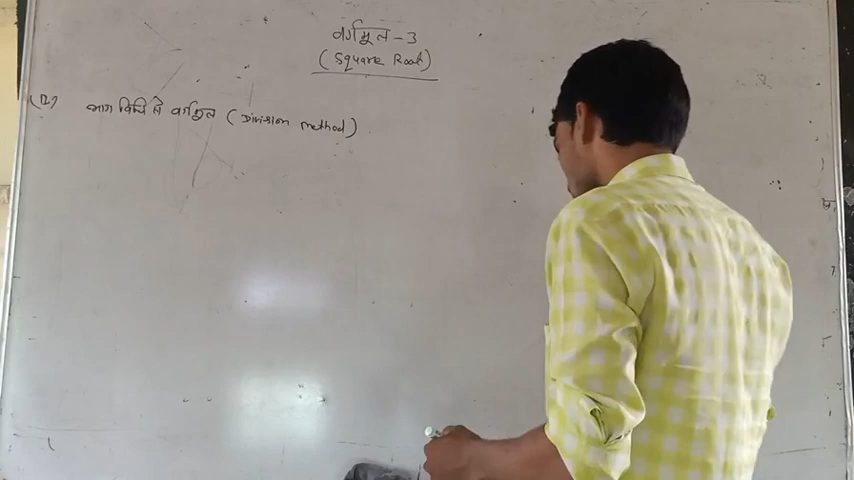 वर्गमूल - 3
(Square Root)
(B) भाग विधि से वर्गमूल (Division method)